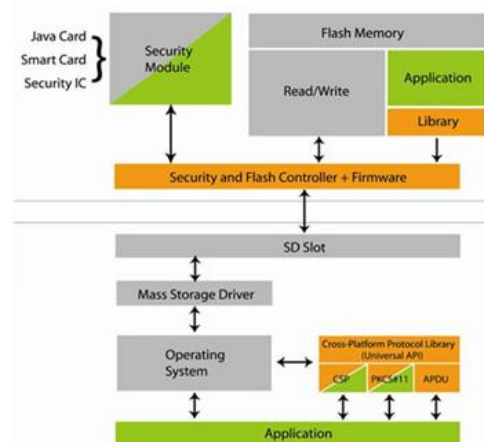 Java Card
Smart Card
Security IC
Security
Module
Flash Memory
Read/Write
Application
Library
Security and Flash Controller + Firmware
SD Slot
Mass Storage Driver
Operating
System
Cross-Platform Protocol Library
(Universal API)
CSP
PKCS#11
APDU
Application